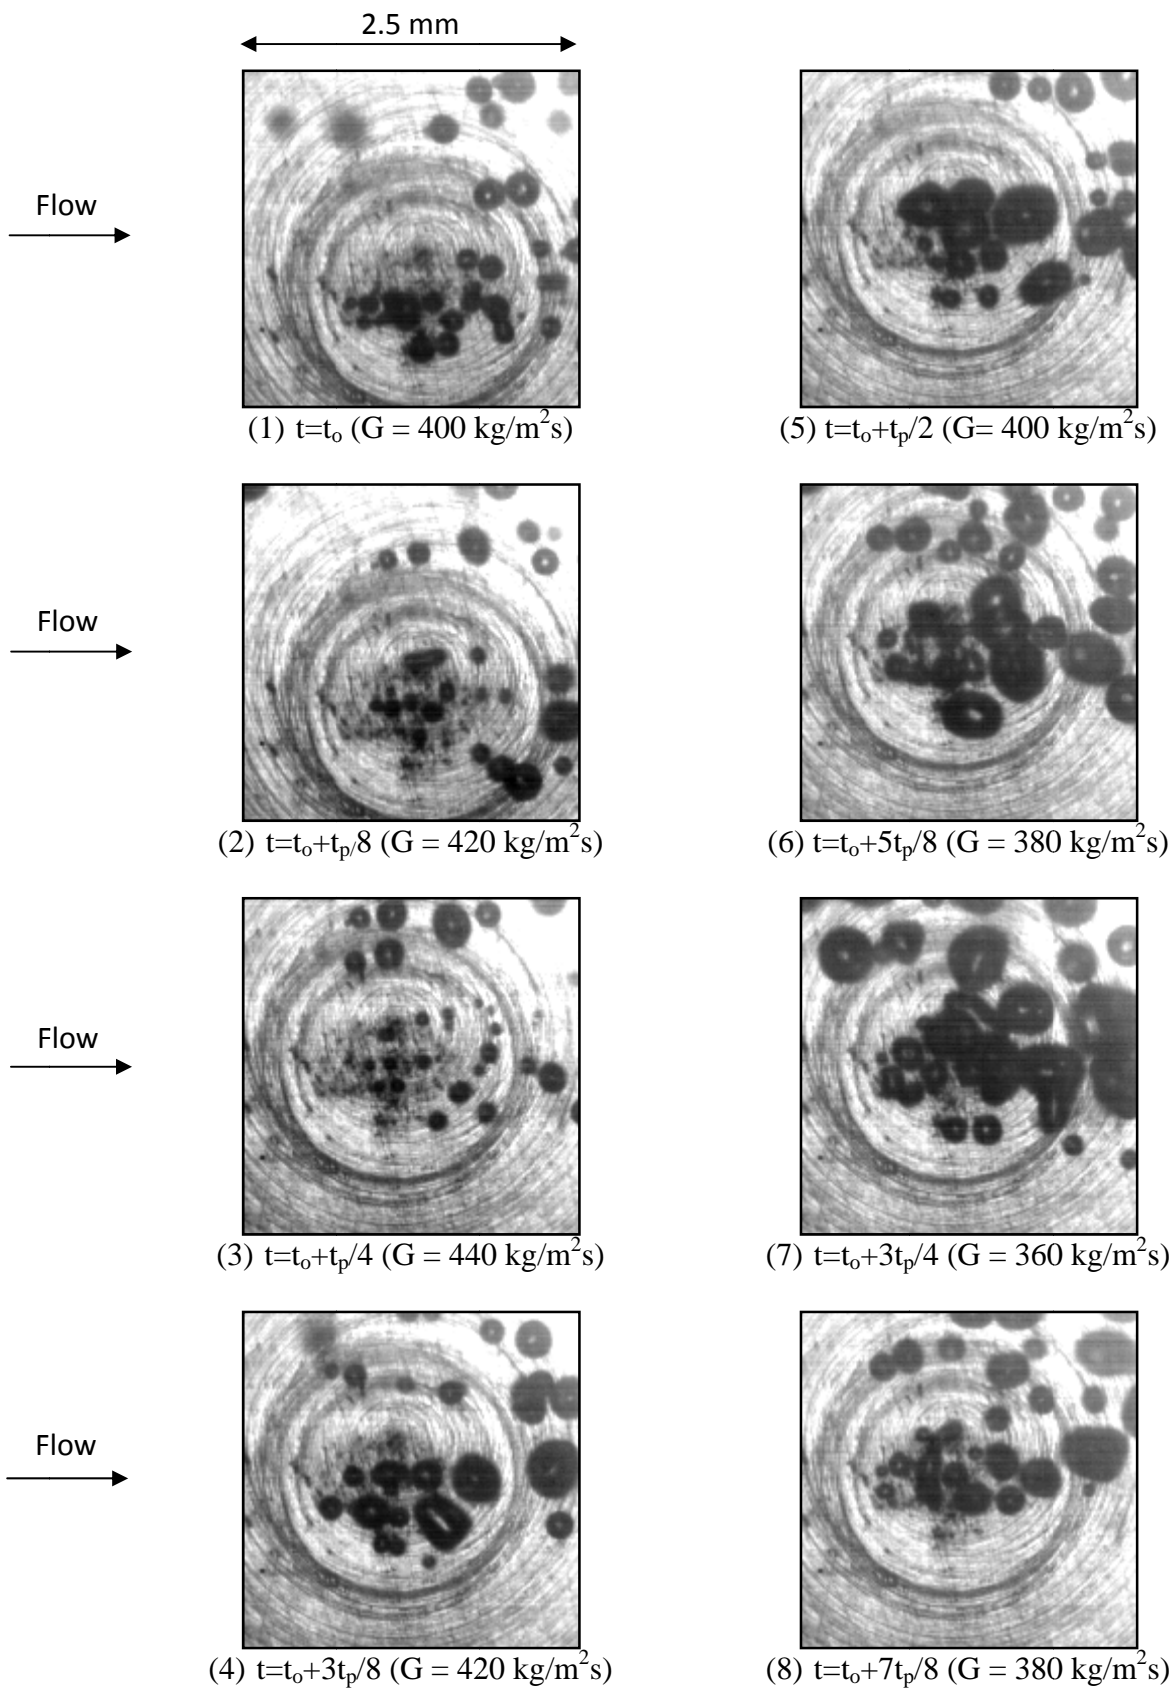 2.5 mm
Flow
(1) t=tₒ (G = 400 kg/m²s)
(5) t=tₒ+tₚ/2 (G= 400 kg/m²s)
Flow
(2) t=tₒ+tₚ/8 (G = 420 kg/m²s)
(6) t=tₒ+5tₚ/8 (G = 380 kg/m²s)
Flow
(3) t=tₒ+tₚ/4 (G = 440 kg/m²s)
(7) t=tₒ+3tₚ/4 (G = 360 kg/m²s)
Flow
(4) t=tₒ+3tₚ/8 (G = 420 kg/m²s)
(8) t=tₒ+7tₚ/8 (G = 380 kg/m²s)